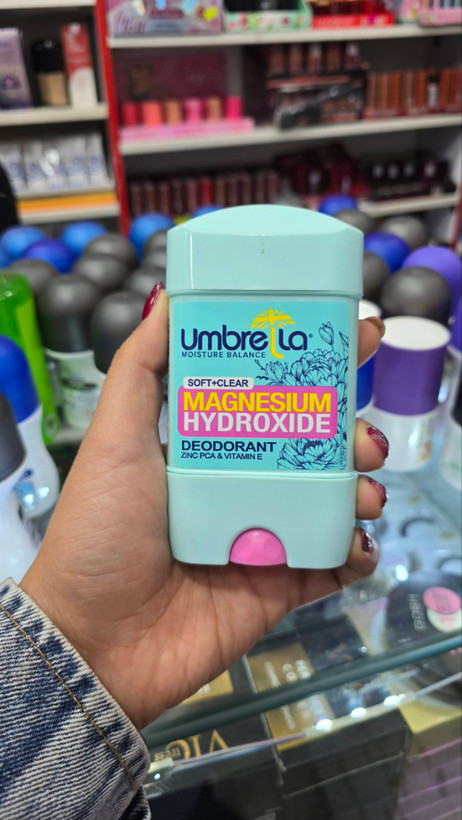 Umbrella®
MOISTURE BALANCE
SOFT+CLEAR
MAGNESIUM
HYDROXIDE
DEODORANT
ZINC PCA & VITAMIN E